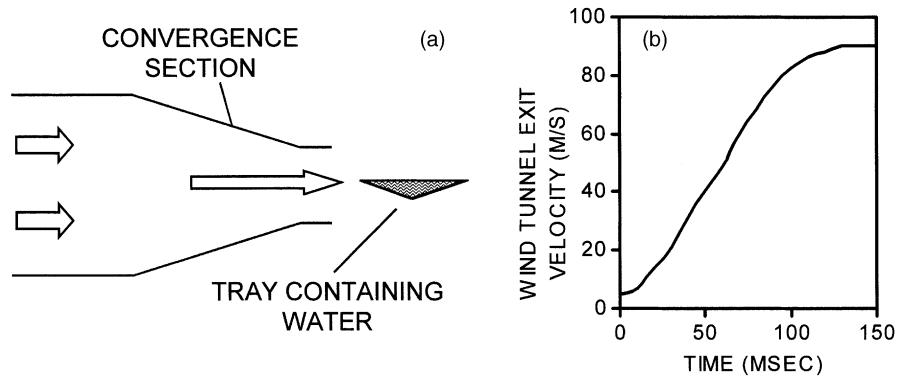 CONVERGENCE
SECTION
(a)
TRAY CONTAINING
WATER
(b)
WIND TUNNEL EXIT
VELOCITY (M/S)
100
80
60
40
20
0
0
50
100
150
TIME (MSEC)